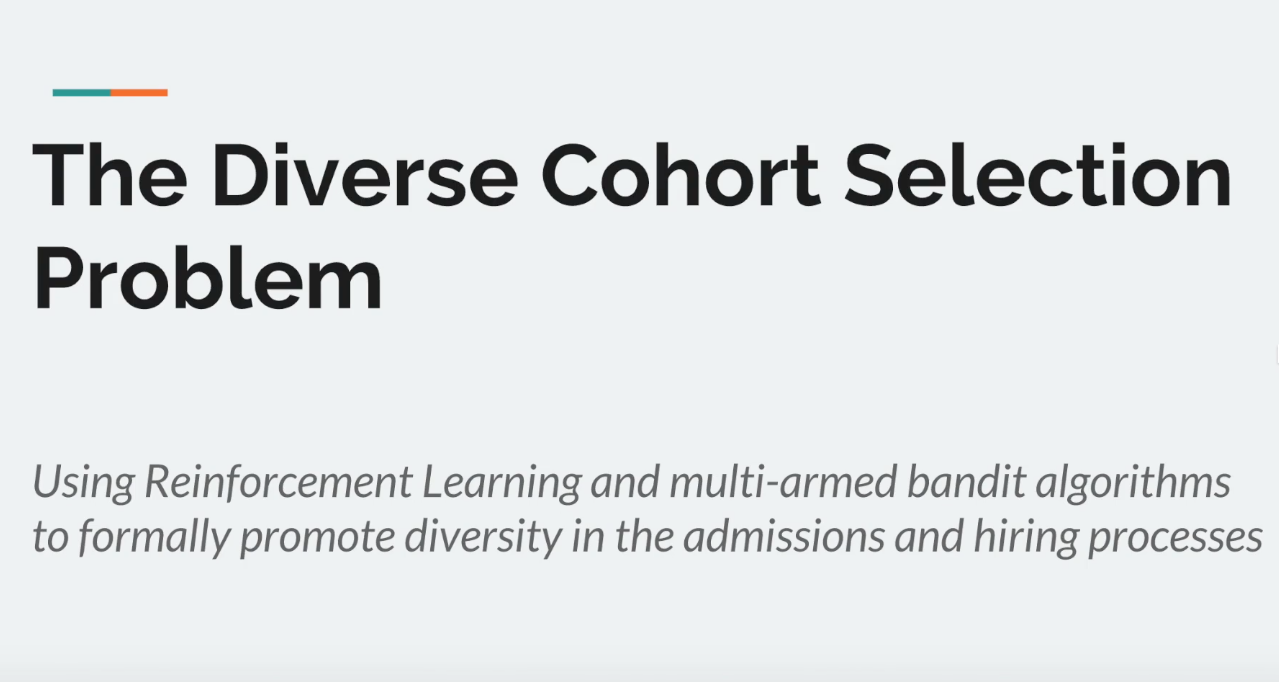 The Diverse Cohort Selection
Problem
Using Reinforcement Learning and multi-armed bandit algorithms
to formally promote diversity in the admissions and hiring processes